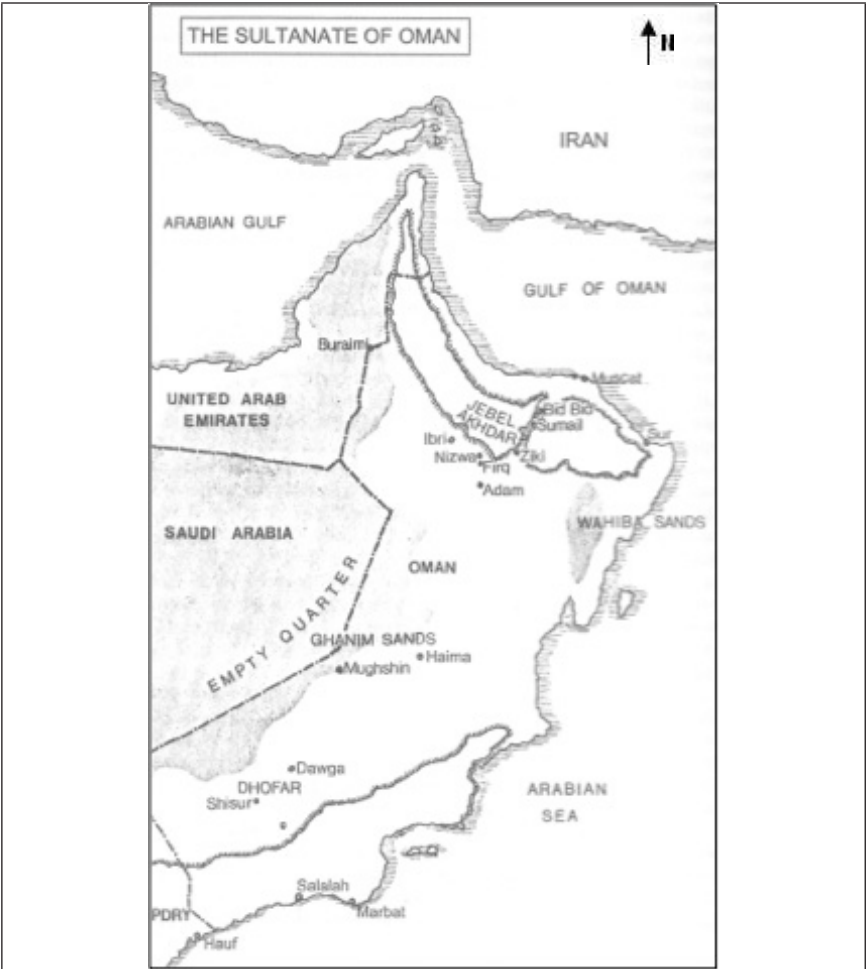 THE SULTANATE OF OMAN
N
IRAN
ARABIAN GULF
GULF OF OMAN
Buraimi
Muscat
UNITED ARAB
EMIRATES
JEBEL
AKHDAR
Bid Bid
Sumail
Ibri
Sur
Nizwa
Ziki
Firq
Adam
SAUDI ARABIA
WAHIBA SANDS
OMAN
EMPTY QUARTER
GHANIM SANDS
Haima
Mughshin
Dawga
DHOFAR
Shisur
ARABIAN
SEA
Salalah
Marbat
PDRY
Hauf